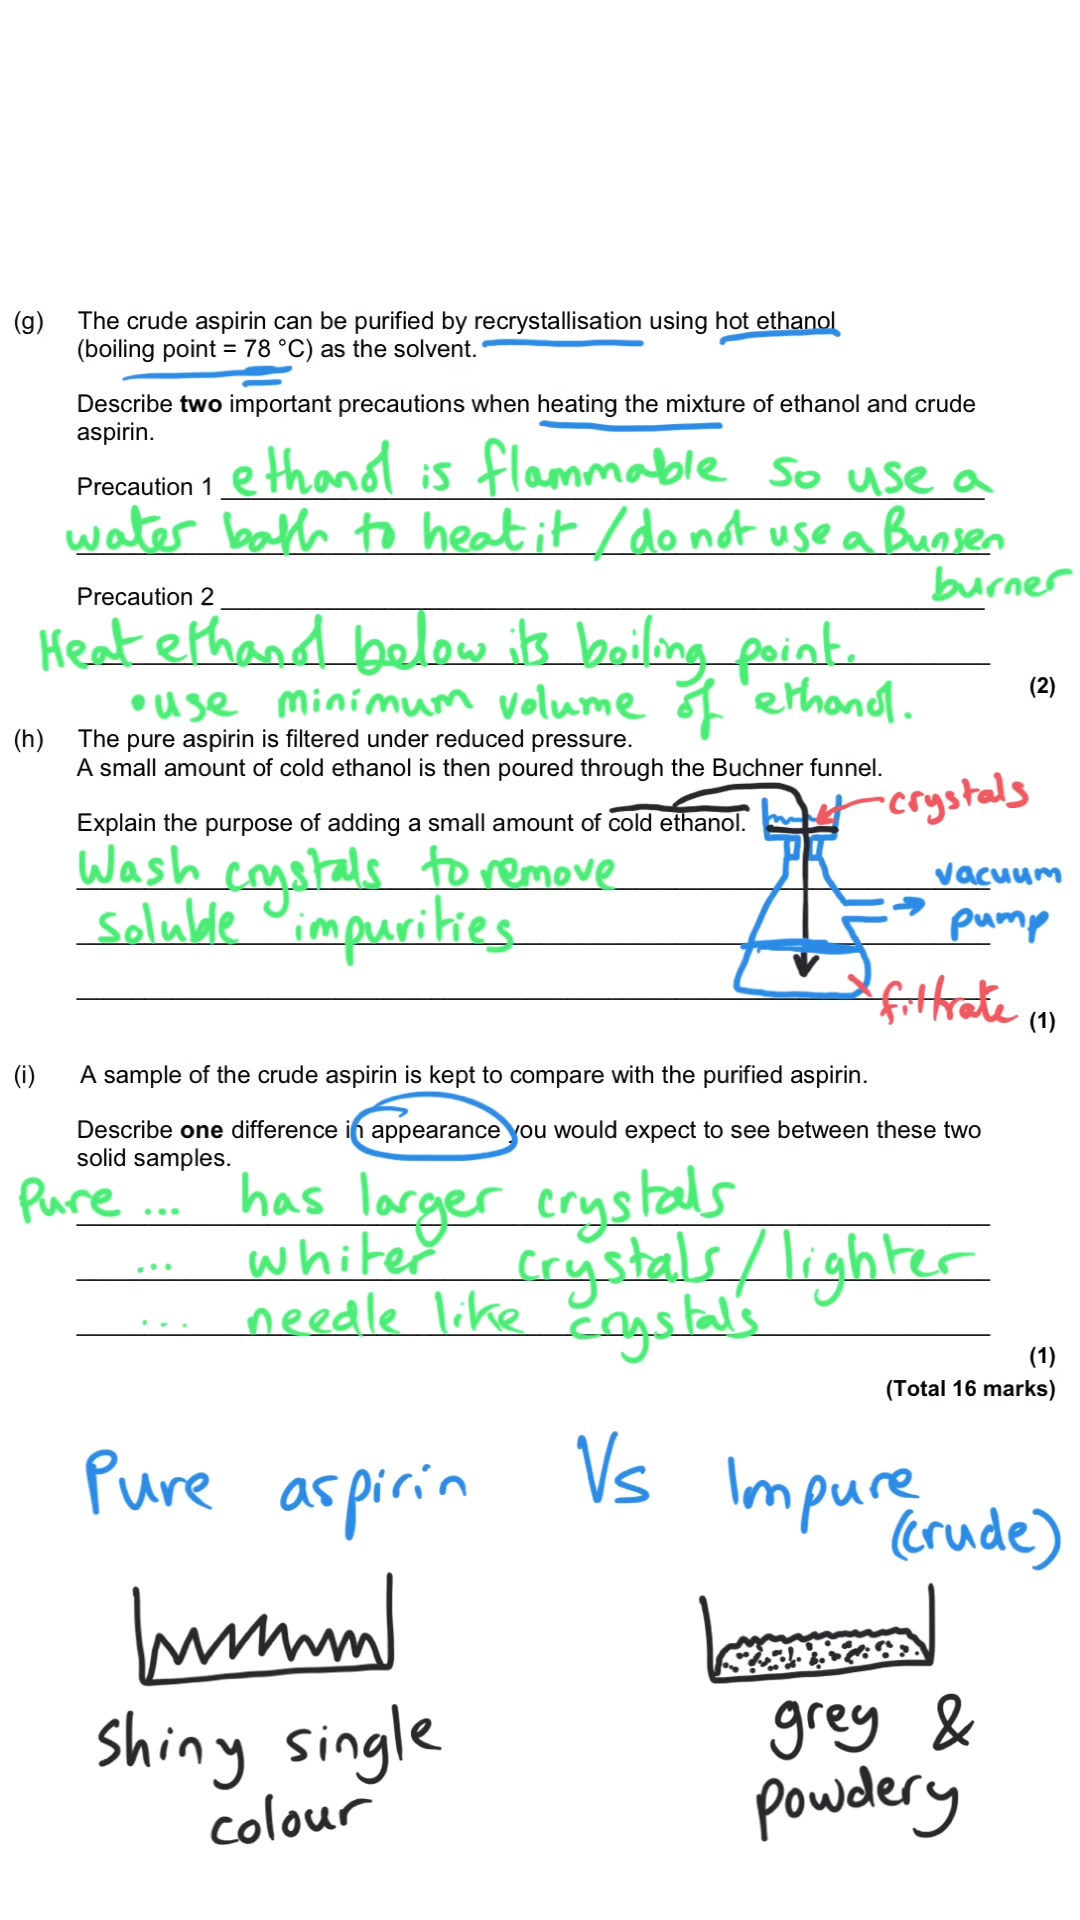 (g) The crude aspirin can be purified by recrystallisation using hot ethanol
(boiling point = 78 °C) as the solvent.
Describe two important precautions when heating the mixture of ethanol and crude
aspirin.
Precaution 1 ethanol is flammable so use a
water bath to heat it / do not use a Bunsen
burner
Precaution 2
Heat ethanol below its boiling point.
• use minimum volume of ethanol.
(2)
(h) The pure aspirin is filtered under reduced pressure.
A small amount of cold ethanol is then poured through the Buchner funnel.
Explain the purpose of adding a small amount of cold ethanol.
crystals
Wash crystals to remove
soluble impurities
vacuum
pump
filtrate
(1)
(i) A sample of the crude aspirin is kept to compare with the purified aspirin.
Describe one difference in appearance you would expect to see between these two
solid samples.
Pure ... has larger crystals
... whiter crystals / lighter
... needle like crystals
(1)
(Total 16 marks)
Pure aspirin Vs Impure
(crude)
shiny single
colour
grey &
powdery